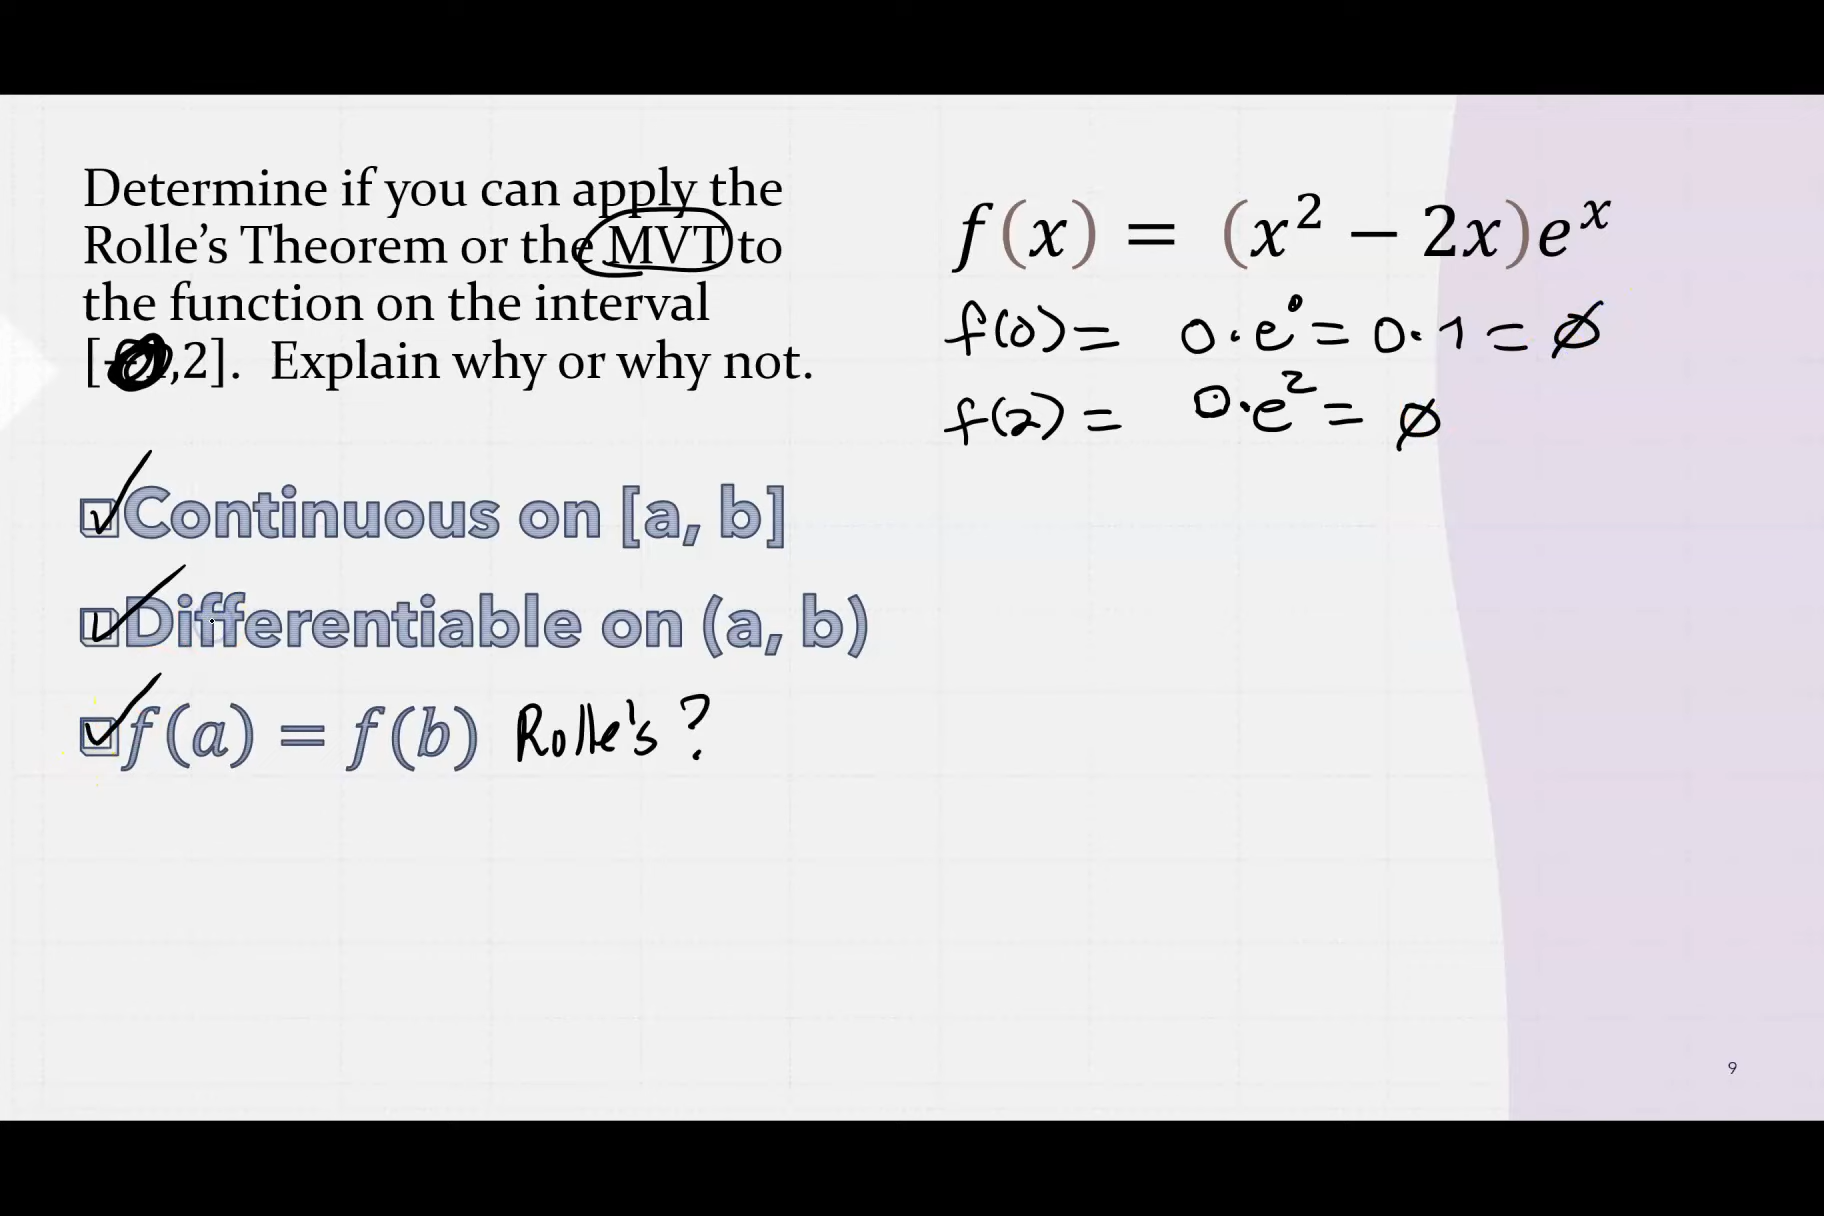 Determine if you can apply the
Rolle's Theorem or the MVT to
the function on the interval
[0,2]. Explain why or why not.
f(x) = (x² − 2x)eˣ
f(0) = 0·e⁰ = 0·1 = ∅
f(2) = 0·e² = ∅
Continuous on [a, b]
Differentiable on (a, b)
f(a) = f(b) Rolle's ?
9